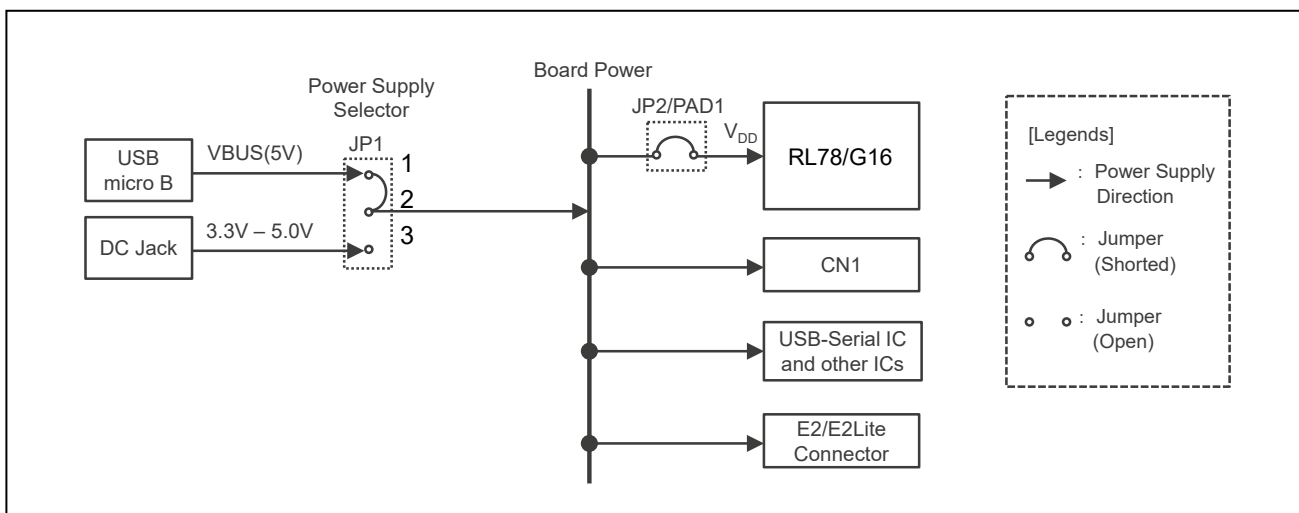 Board Power
Power Supply
Selector
JP1
USB
micro B
VBUS(5V)
DC Jack
3.3V – 5.0V
1
2
3
JP2/PAD1
VDD
RL78/G16
CN1
USB-Serial IC
and other ICs
E2/E2Lite
Connector
[Legends]
: Power Supply
Direction
: Jumper
(Shorted)
: Jumper
(Open)